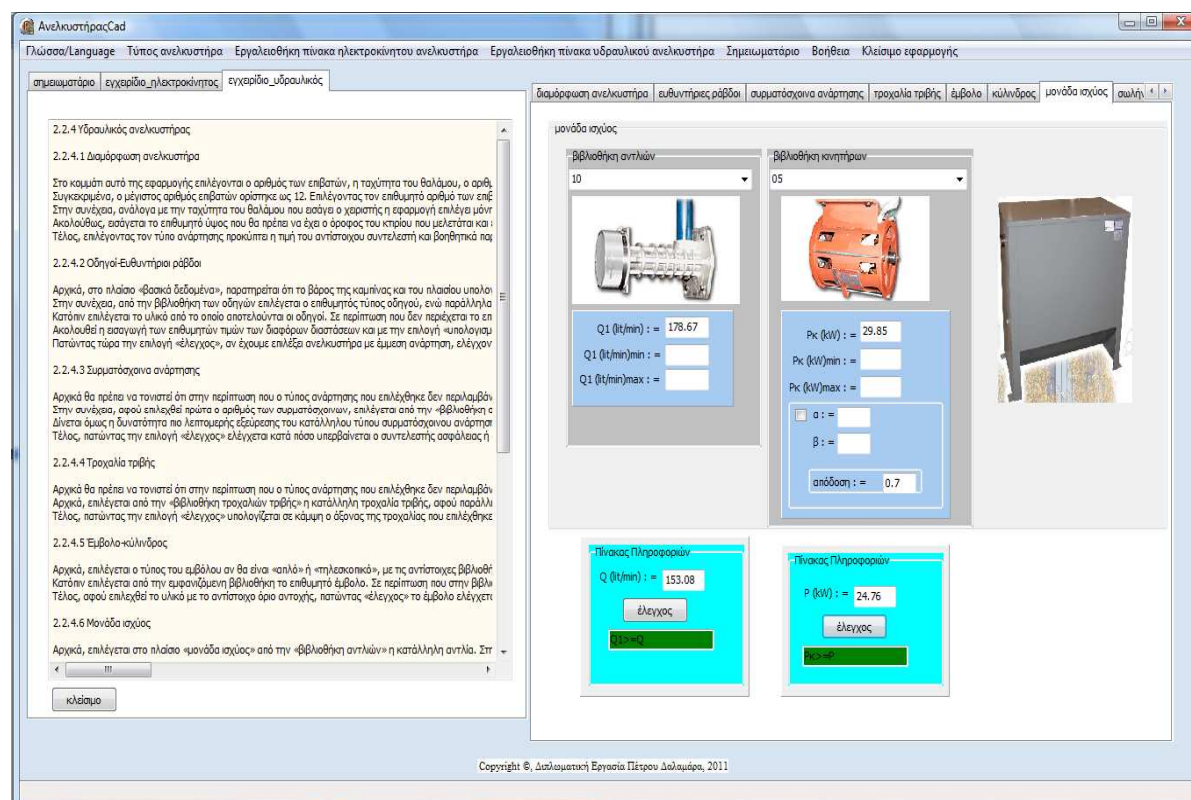 ΑνελκυστήραςCad
Γλώσσα/Language Τύπος ανελκυστήρα Εργαλειοθήκη πίνακα ηλεκτροκίνητου ανελκυστήρα Εργαλειοθήκη πίνακα υδραυλικού ανελκυστήρα Σημειωματάριο Βοήθεια Κλείσιμο εφαρμογής
σημειωματάριο εγχειρίδιο_ηλεκτροκίνητος εγχειρίδιο_υδραυλικός
2.2.4 Υδραυλικός ανελκυστήρας
2.2.4.1 Διαμόρφωση ανελκυστήρα
Στο κομμάτι αυτό της εφαρμογής επιλέγονται ο αριθμός των επιβατών, η ταχύτητα του θαλάμου, ο αριθμ
Συγκεκριμένα, ο μέγιστος αριθμός επιβατών ορίστηκε ως 12. Επιλέγοντας τον επιθυμητό αριθμό των επιβ
Στην συνέχεια, ανάλογα με την ταχύτητα του θαλάμου που εισάγει ο χειριστής η εφαρμογή επιλέγει μόντ
Ακολούθως, εισάγεται το επιθυμητό ύψος που θα πρέπει να έχει ο όροφος του κτιρίου που μελετάται και
Τέλος, επιλέγοντας τον τύπο ανάρτησης προκύπτει η τιμή του αντίστοιχου συντελεστή και βοηθητικά παρ
2.2.4.2 Οδηγοί-Ευθυντήριοι ράβδοι
Αρχικά, στο πλαίσιο «βασικά δεδομένα», παρατηρείται ότι το βάρος της καμπίνας και του πλαισίου υπολογ
Στην συνέχεια, από την βιβλιοθήκη των οδηγών επιλέγεται ο επιθυμητός τύπος οδηγού, ενώ παράλληλα
Κατόπιν επιλέγεται το υλικό από το οποίο αποτελούνται οι οδηγοί. Σε περίπτωση που δεν περιέχεται το επ
Ακολουθεί η εισαγωγή των επιθυμητών τιμών των διαφόρων διαστάσεων και με την επιλογή «υπολογισμ
Πατώντας τώρα την επιλογή «έλεγχος», αν έχουμε επιλέξει ανελκυστήρα με έμμεση ανάρτηση, ελέγχον
2.2.4.3 Συρματόσχοινα ανάρτησης
Αρχικά θα πρέπει να τονιστεί ότι στην περίπτωση που ο τύπος ανάρτησης που επιλέχθηκε δεν περιλαμβάν
Στην συνέχεια, αφού επιλεχθεί πρώτα ο αριθμός των συρματόσχοινων, επιλέγεται από την «βιβλιοθήκη σ
Δίνεται όμως η δυνατότητα πιο λεπτομερής εξεύρεσης του κατάλληλου τύπου συρματόσχοινου ανάρτησ
Τέλος, πατώντας την επιλογή «έλεγχος» ελέγχεται κατά πόσο υπερβαίνεται ο συντελεστής ασφάλειας ή
2.2.4.4 Τροχαλία τριβής
Αρχικά θα πρέπει να τονιστεί ότι στην περίπτωση που ο τύπος ανάρτησης που επιλέχθηκε δεν περιλαμβάν
Αρχικά, επιλέγεται από την «βιβλιοθήκη τροχαλιών τριβής» η κατάλληλη τροχαλία τριβής, αφού παράλλ
Τέλος, πατώντας την επιλογή «έλεγχος» υπολογίζεται σε κάμψη ο άξονας της τροχαλίας που επιλέχθηκε
2.2.4.5 Έμβολο-κύλινδρος
Αρχικά, επιλέγεται ο τύπος του εμβόλου αν θα είναι «απλό» ή «τηλεσκοπικό», με τις αντίστοιχες βιβλιοθή
Κατόπιν επιλέγεται από την εμφανιζόμενη βιβλιοθήκη το επιθυμητό έμβολο. Σε περίπτωση που στην βιβλι
Τέλος, αφού επιλεχθεί το υλικό με το αντίστοιχο όριο αντοχής, πατώντας «έλεγχος» το έμβολο ελέγχετα
2.2.4.6 Μονάδα ισχύος
Αρχικά, επιλέγεται στο πλαίσιο «μονάδα ισχύος» από την «βιβλιοθήκη αντλιών» η κατάλληλη αντλία. Στη
κλείσιμο
διαμόρφωση ανελκυστήρα ευθυντήριες ράβδοι συρματόσχοινα ανάρτησης τροχαλία τριβής έμβολο κύλινδρος μονάδα ισχύος σωλήν
μονάδα ισχύος
βιβλιοθήκη αντλιών
10
Q1 (lit/min) : = 178.67
Q1 (lit/min)min : =
Q1 (lit/min)max : =
βιβλιοθήκη κινητήρων
05
Pκ (kW) : = 29.85
Pκ (kW)min : =
Pκ (kW)max : =
α : =
β : =
απόδοση : = 0.7
Πίνακας Πληροφοριών
Q (lit/min) : = 153.08
έλεγχος
Q1>=Q
Πίνακας Πληροφοριών
P (kW) : = 24.76
έλεγχος
Pκ>=P
Copyright ©, Διπλωματική Εργασία Πέτρου Δαλαμάρα, 2011